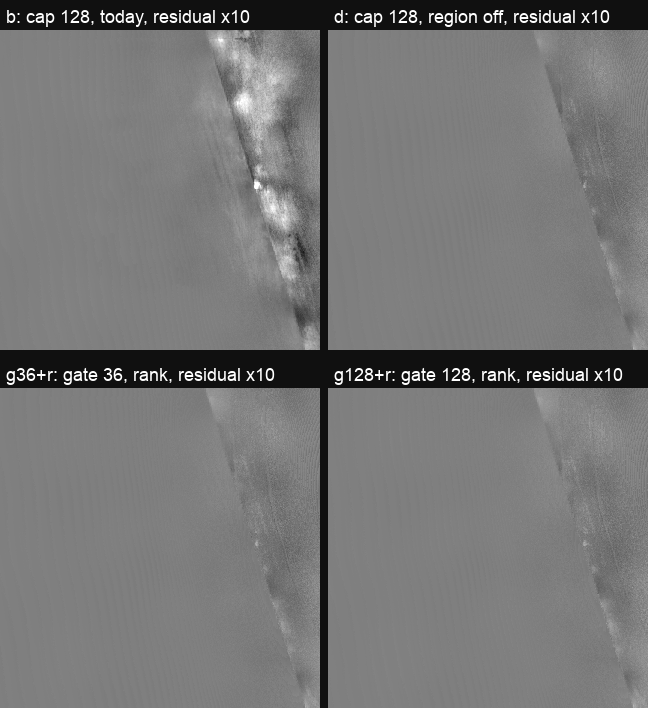 b: cap 128, today, residual x10
d: cap 128, region off, residual x10
g36+r: gate 36, rank, residual x10
g128+r: gate 128, rank, residual x10